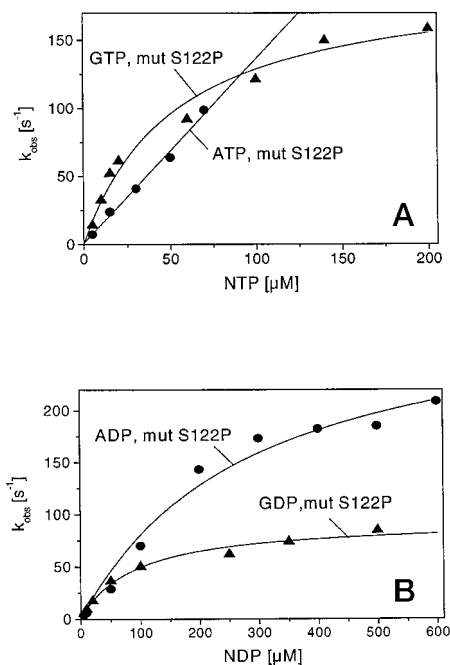 150
100
50
0
k_obs [s⁻¹]
GTP, mut S122P
ATP, mut S122P
A
0 50 100 150 200
NTP [µM]
200
150
100
50
0
k_obs [s⁻¹]
ADP, mut S122P
GDP,mut S122P
B
0 100 200 300 400 500 600
NDP [µM]